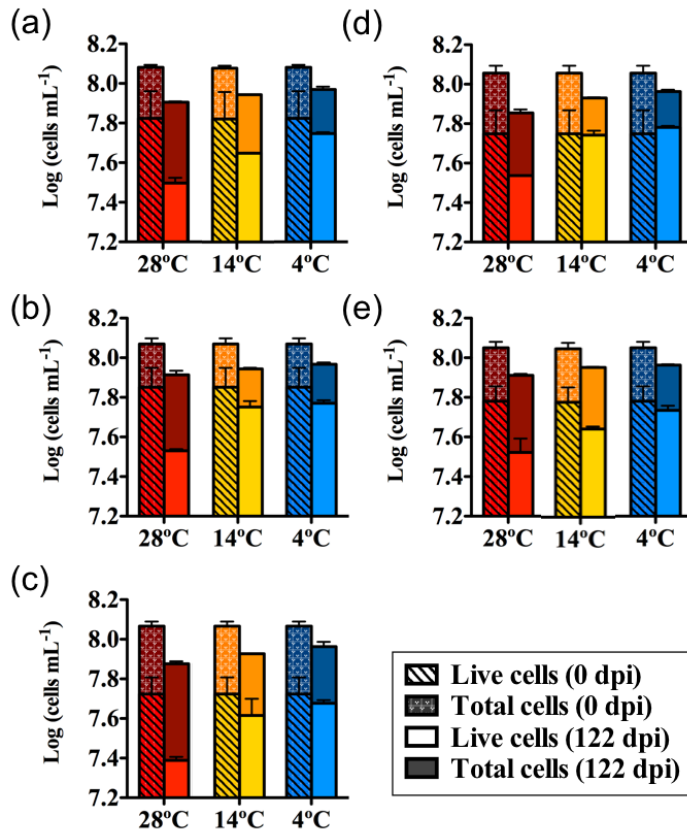 (a)
Log (cells mL-1)
8.2
8.0
7.8
7.6
7.4
7.2
28ºC 14ºC 4ºC
(d)
Log (cells mL-1)
8.2
8.0
7.8
7.6
7.4
7.2
28ºC 14ºC 4ºC
(b)
Log (cells mL-1)
8.2
8.0
7.8
7.6
7.4
7.2
28ºC 14ºC 4ºC
(e)
Log (cells mL-1)
8.2
8.0
7.8
7.6
7.4
7.2
28ºC 14ºC 4ºC
(c)
Log (cells mL-1)
8.2
8.0
7.8
7.6
7.4
7.2
28ºC 14ºC 4ºC
Live cells (0 dpi)
Total cells (0 dpi)
Live cells (122 dpi)
Total cells (122 dpi)